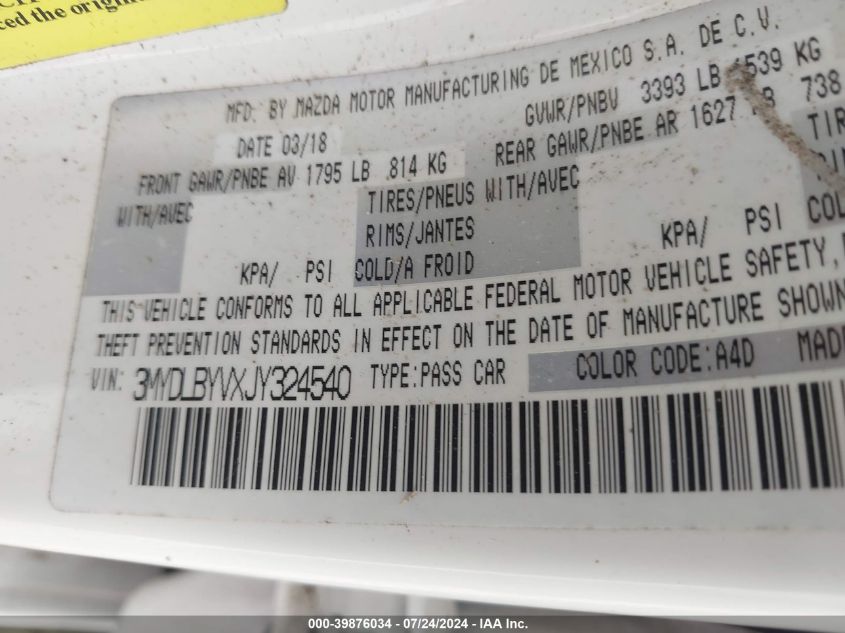 ced the origin
MFD. BY MAZDA MOTOR MANUFACTURING DE MEXICO S.A. DE C.V.
DATE 03/18 GVWR/PNBV 3393 LB 1539 KG
FRONT GAWR/PNBE AV 1795 LB 814 KG REAR GAWR/PNBE AR 1627 LB 738
WITH/AVEC TIRES/PNEUS WITH/AVEC TIR
RIMS/JANTES
KPA/ PSI COLD/A FROID KPA/ PSI COL
THIS VEHICLE CONFORMS TO ALL APPLICABLE FEDERAL MOTOR VEHICLE SAFETY,
THEFT PREVENTION STANDARDS IN EFFECT ON THE DATE OF MANUFACTURE SHOWN
VIN: 3MYDLBYVXJY324540 TYPE:PASS CAR COLOR CODE:A4D MAD
000-39876034 / 07/24/2024 - IAA Inc.